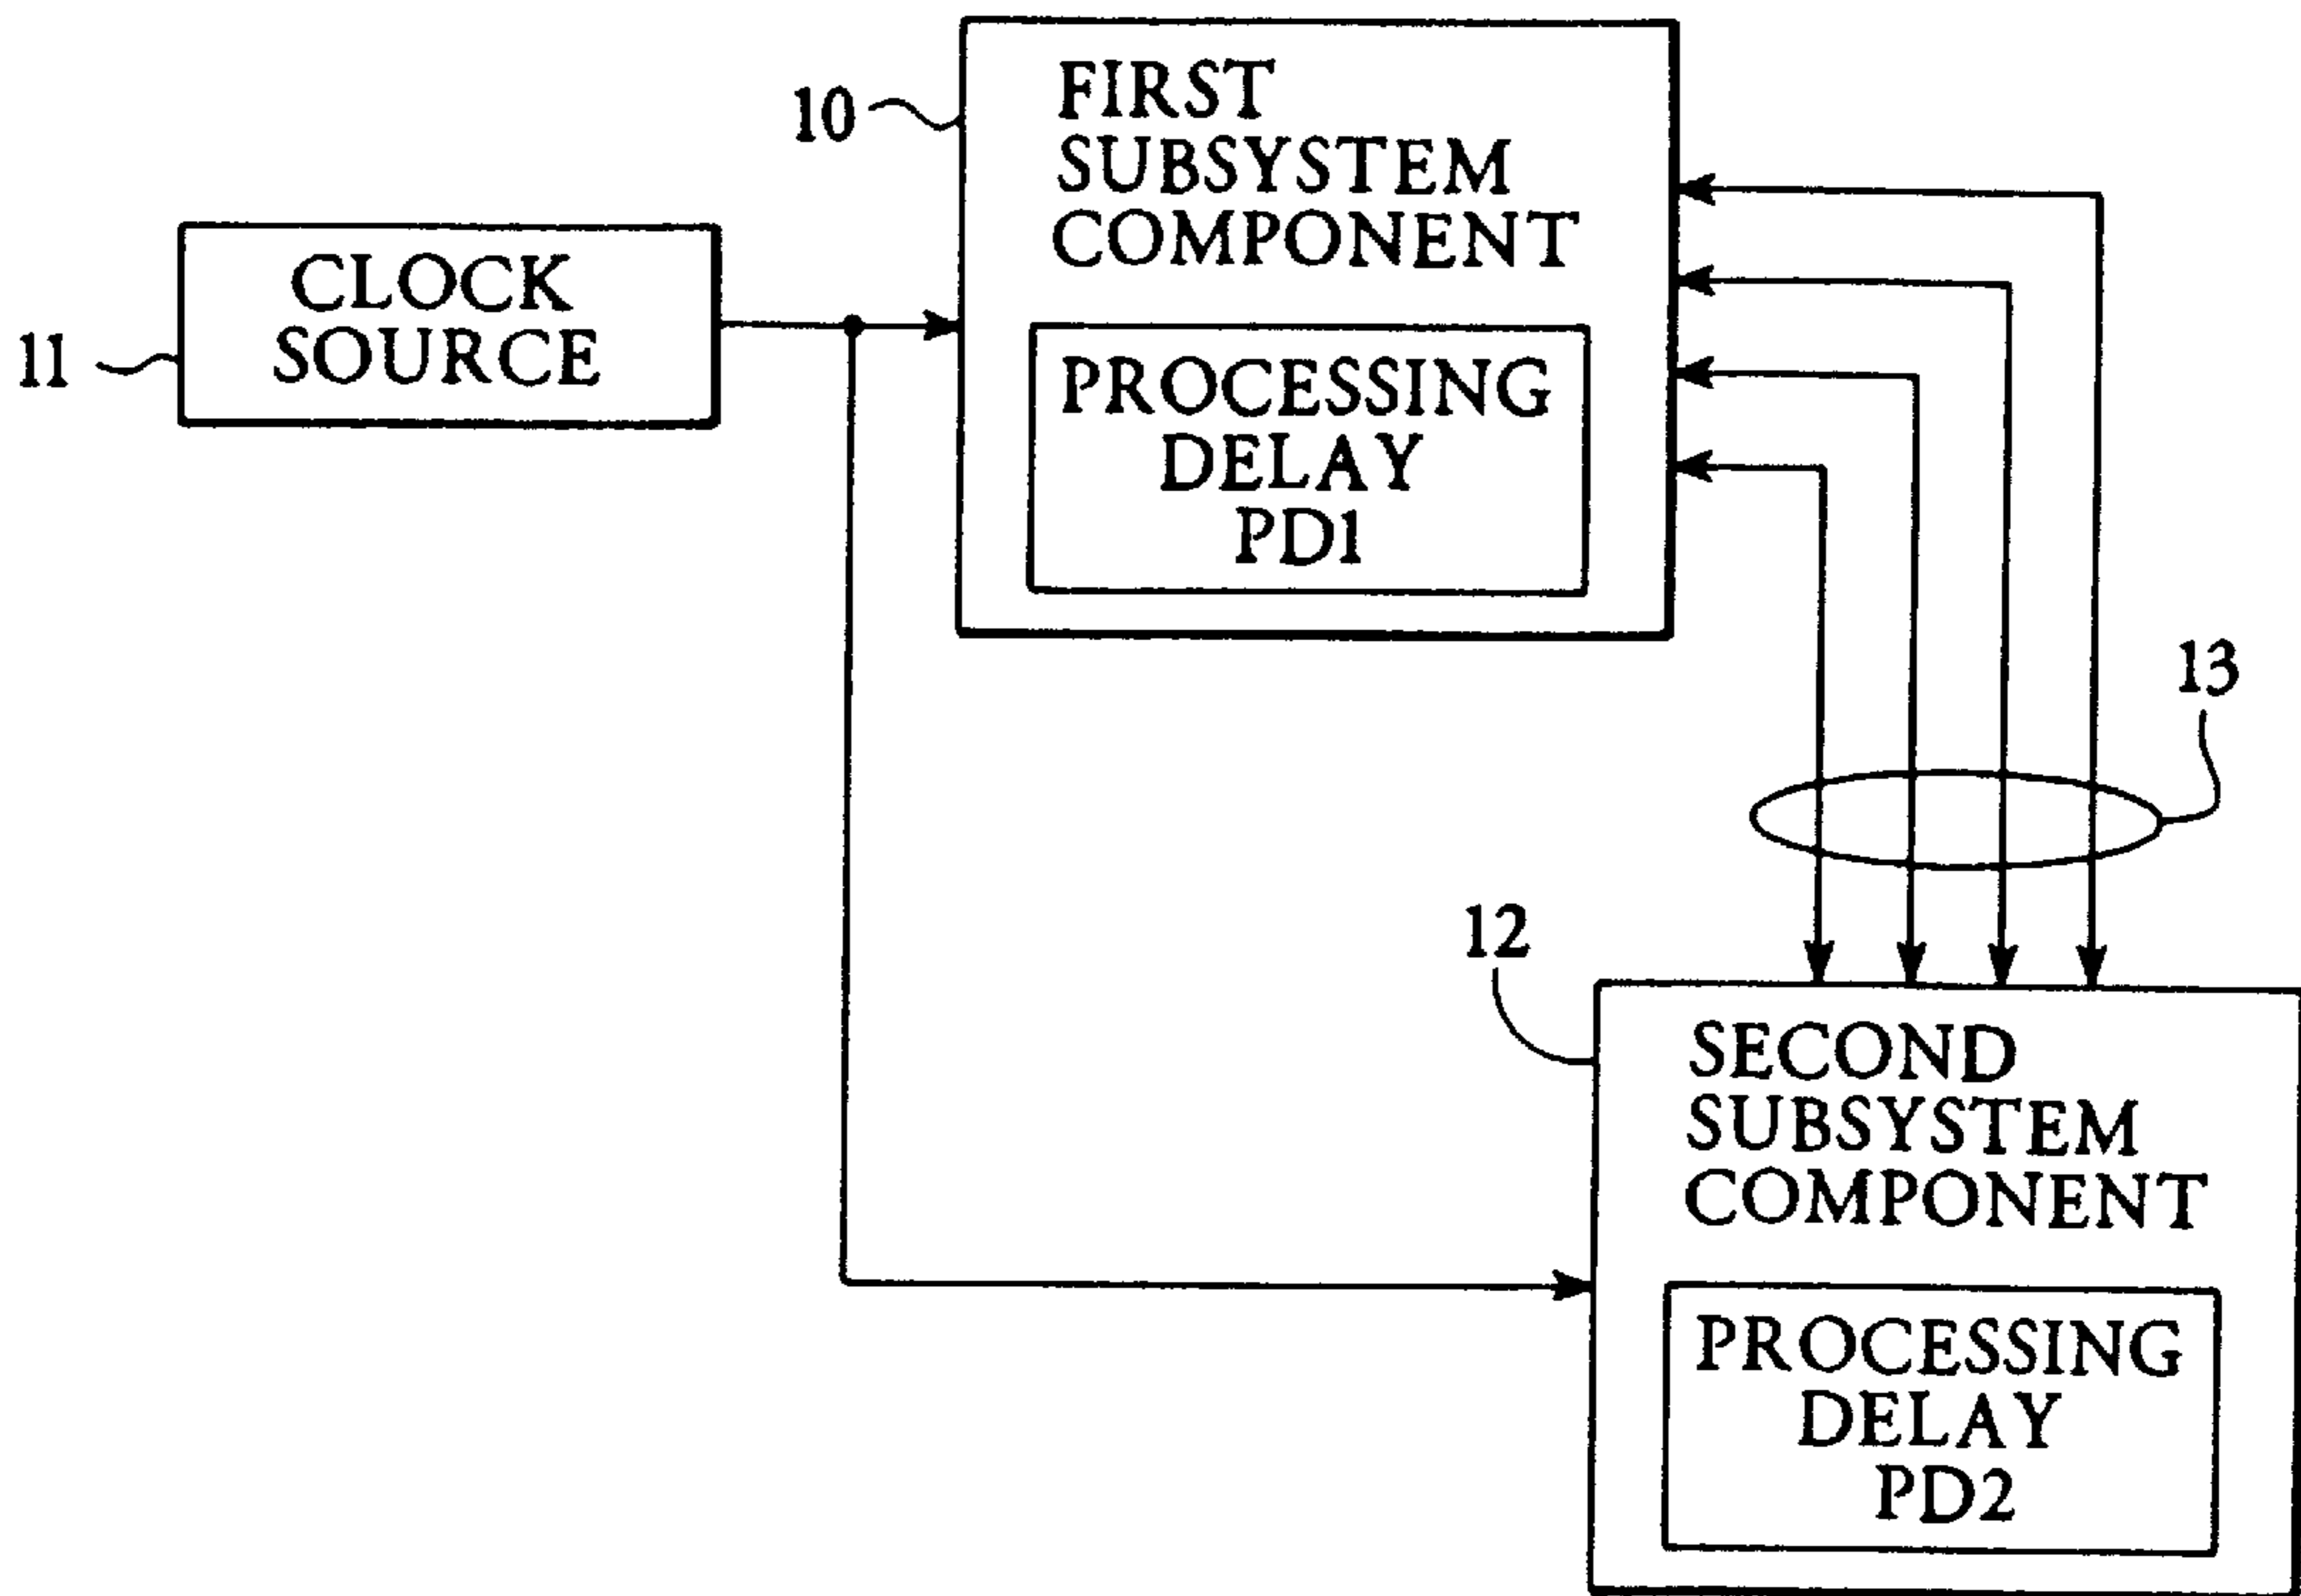 10
FIRST
SUBSYSTEM
COMPONENT
CLOCK
SOURCE
11
PROCESSING
DELAY
PD1
13
12
SECOND
SUBSYSTEM
COMPONENT
PROCESSING
DELAY
PD2